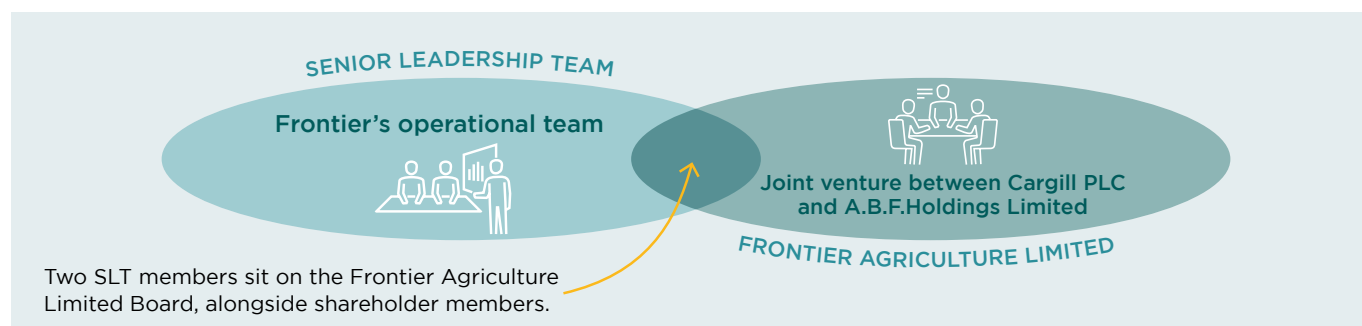 SENIOR LEADERSHIP TEAM
Frontier's operational team
Joint venture between Cargill PLC
and A.B.F.Holdings Limited
FRONTIER AGRICULTURE LIMITED
Two SLT members sit on the Frontier Agriculture
Limited Board, alongside shareholder members.